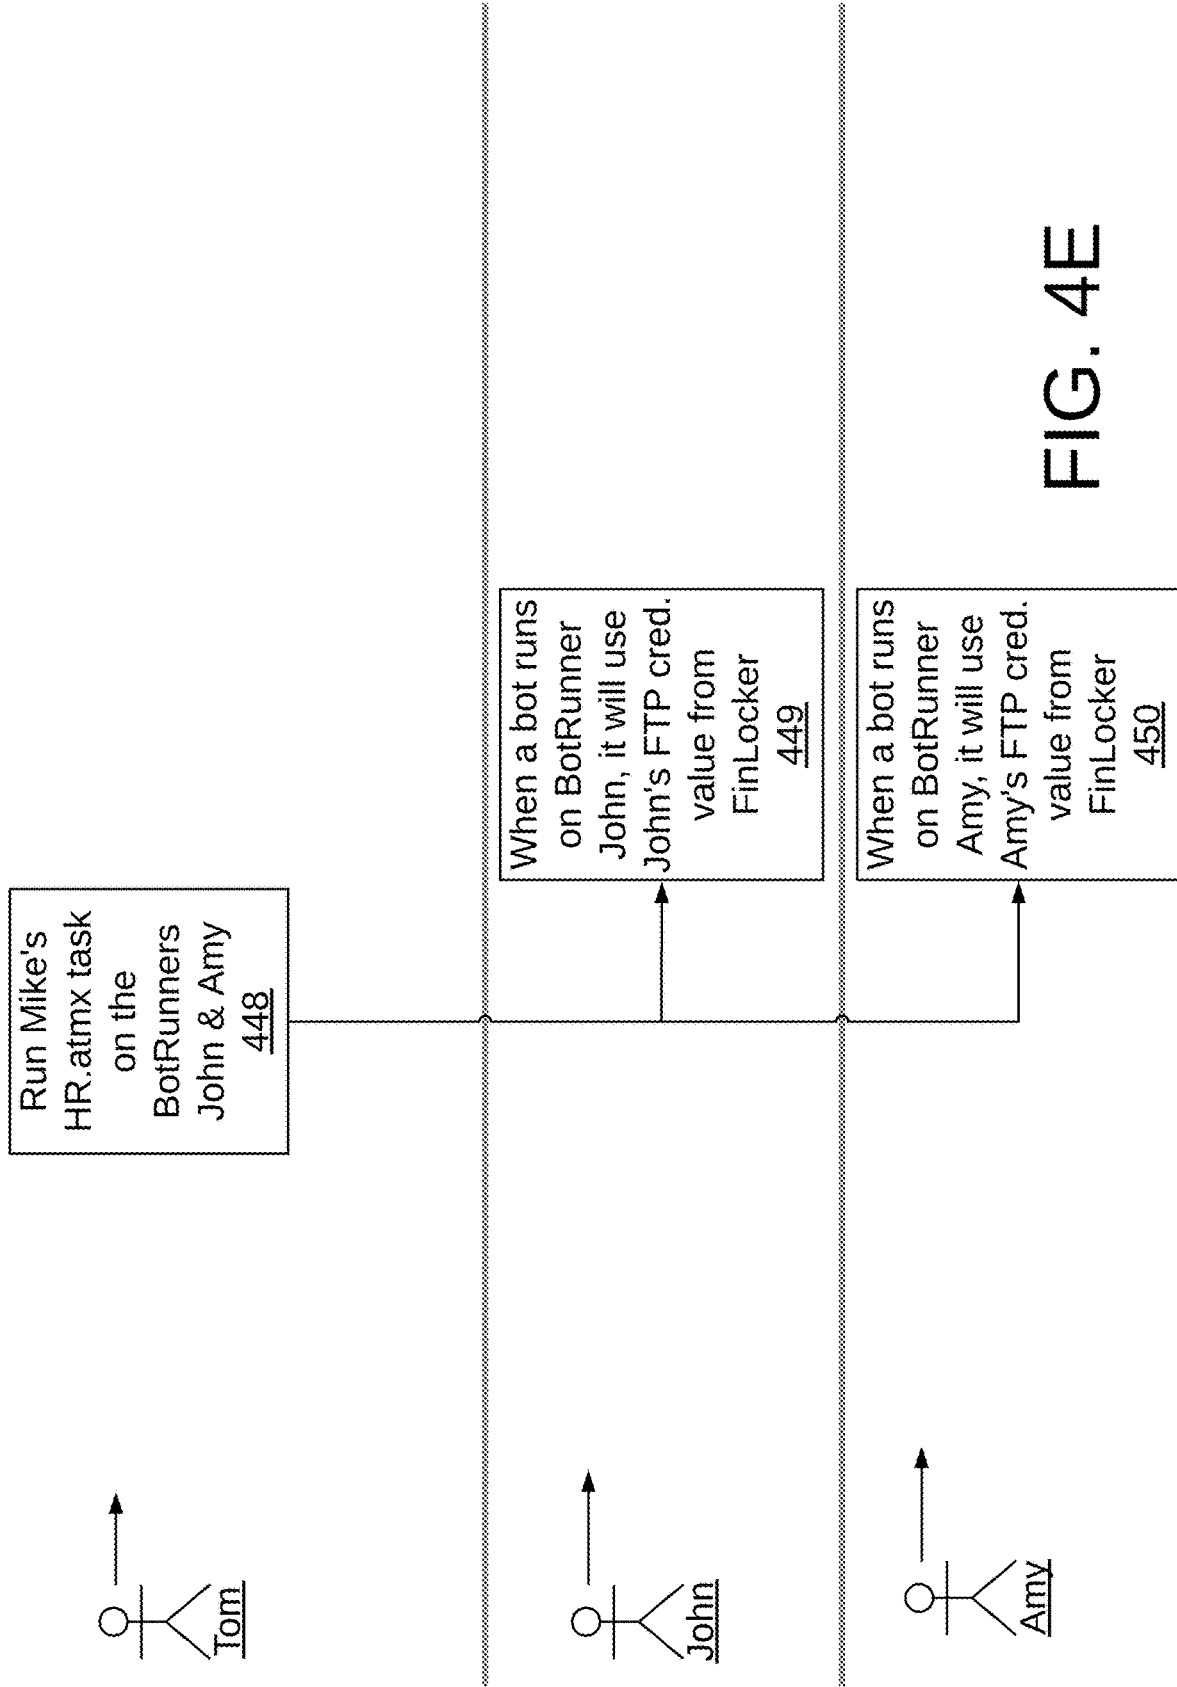 Tom
Run Mike's
HR.atmx task
on the
BotRunners
John & Amy
448
John
When a bot runs
on BotRunner
John, it will use
John's FTP cred.
value from
FinLocker
449
Amy
When a bot runs
on BotRunner
Amy, it will use
Amy's FTP cred.
value from
FinLocker
450
FIG. 4E